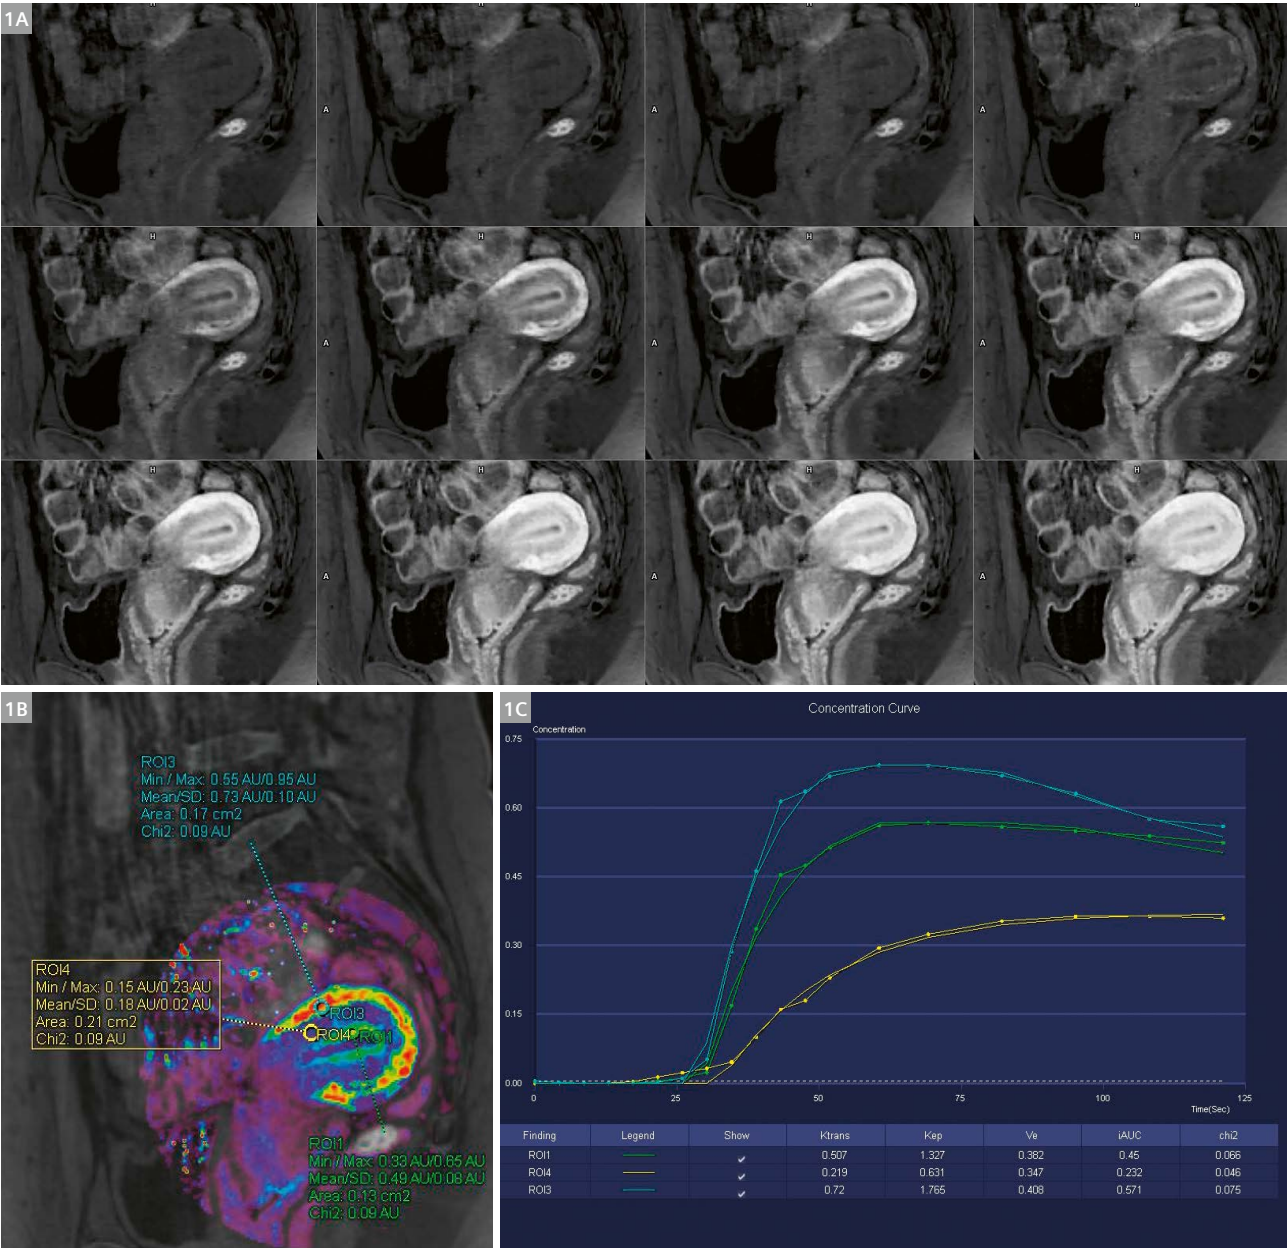 1A
H
H
H
H
A
A
A
H
H
H
H
A
A
A
H
H
H
H
A
A
A
1B
ROI3
Min / Max: 0.55 AU/0.95 AU
Mean/SD: 0.73 AU/0.10 AU
Area: 0.17 cm2
Chi2: 0.09 AU
ROI4
Min / Max: 0.15 AU/0.23 AU
Mean/SD: 0.18 AU/0.02 AU
Area: 0.21 cm2
Chi2: 0.09 AU
ROI3
ROI4
ROI1
ROI1
Min / Max: 0.33 AU/0.65 AU
Mean/SD: 0.49 AU/0.08 AU
Area: 0.13 cm2
Chi2: 0.09 AU
1C
Concentration Curve
Concentration
0.75
0.60
0.45
0.30
0.15
0.00
0 25 50 75 100 125
Time(Sec)
Finding Legend Show Ktrans Kep Ve iAUC chi2
ROI1 0.507 1.327 0.382 0.45 0.066
ROI4 0.219 0.631 0.347 0.232 0.046
ROI3 0.72 1.765 0.408 0.571 0.075